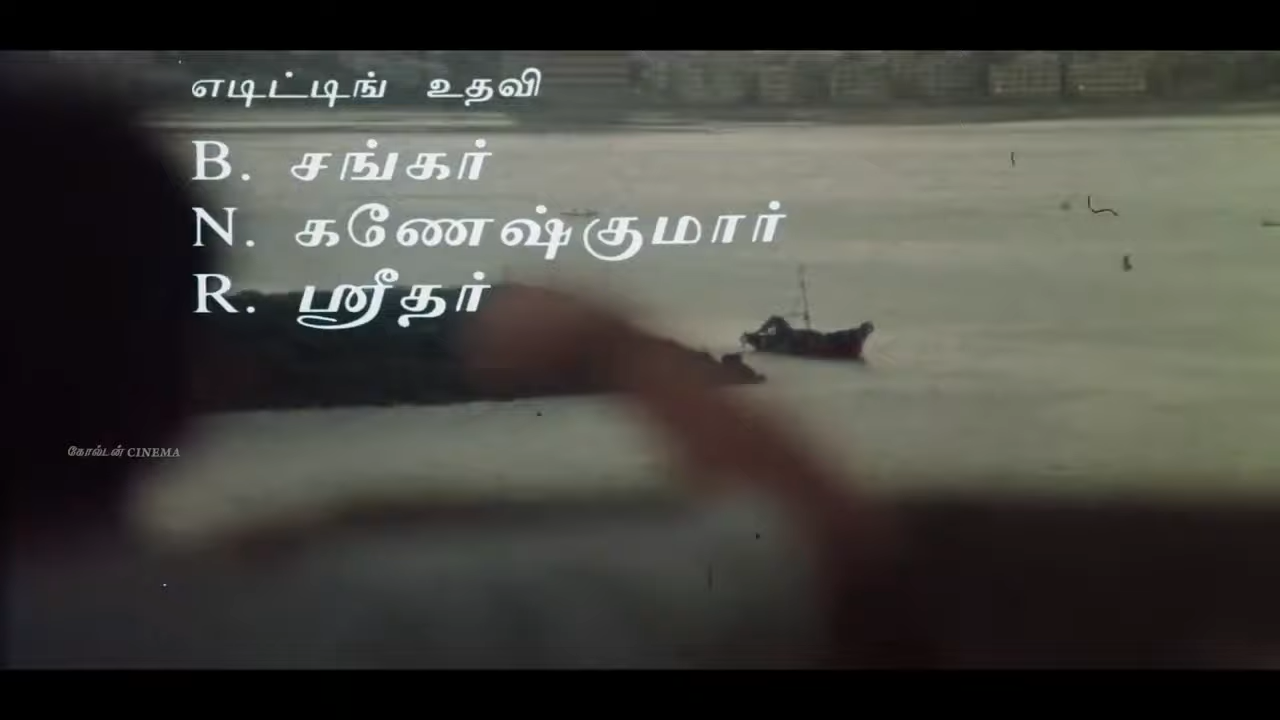 எடிட்டிங் உதவி
B. சங்கர்
N. கணேஷ்குமார்
R. ஸ்ரீதர்
கோல்டன் CINEMA